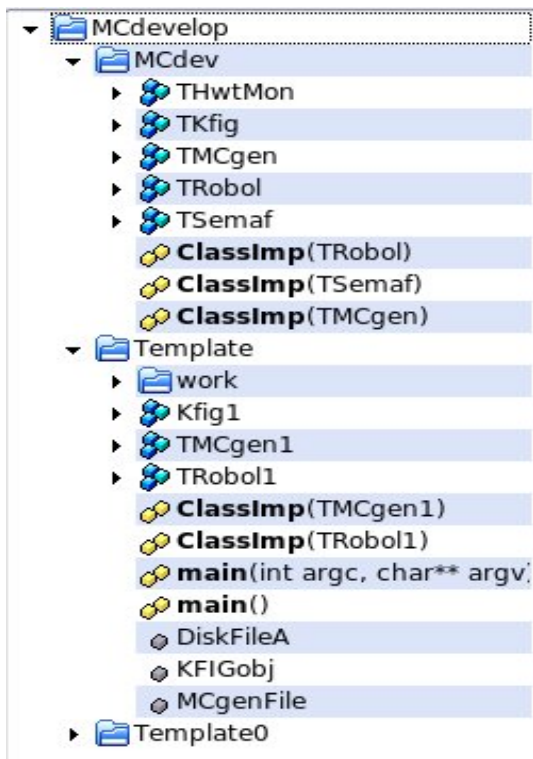 MCdevelop
MCdev
THwtMon
TKfig
TMCgen
TRobol
TSemaf
ClassImp(TRobol)
ClassImp(TSemaf)
ClassImp(TMCgen)
Template
work
Kfig1
TMCgen1
TRobol1
ClassImp(TMCgen1)
ClassImp(TRobol1)
main(int argc, char** argv)
main()
DiskFileA
KFIGobj
MCgenFile
Template0